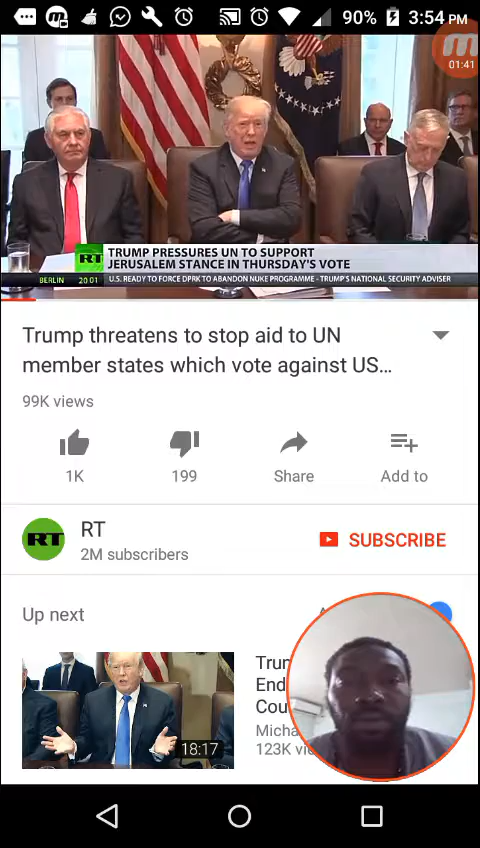 90% 3:54 PM
01:41
RT
TRUMP PRESSURES UN TO SUPPORT
JERUSALEM STANCE IN THURSDAY'S VOTE
BERLIN 20:01 U.S. READY TO FORCE DPRK TO ABANDON NUKE PROGRAMME - TRUMP'S NATIONAL SECURITY ADVISER
Trump threatens to stop aid to UN
member states which vote against US...
99K views
1K 199 Share Add to
RT
RT
2M subscribers
SUBSCRIBE
Up next
18:17
End
Micha
123K